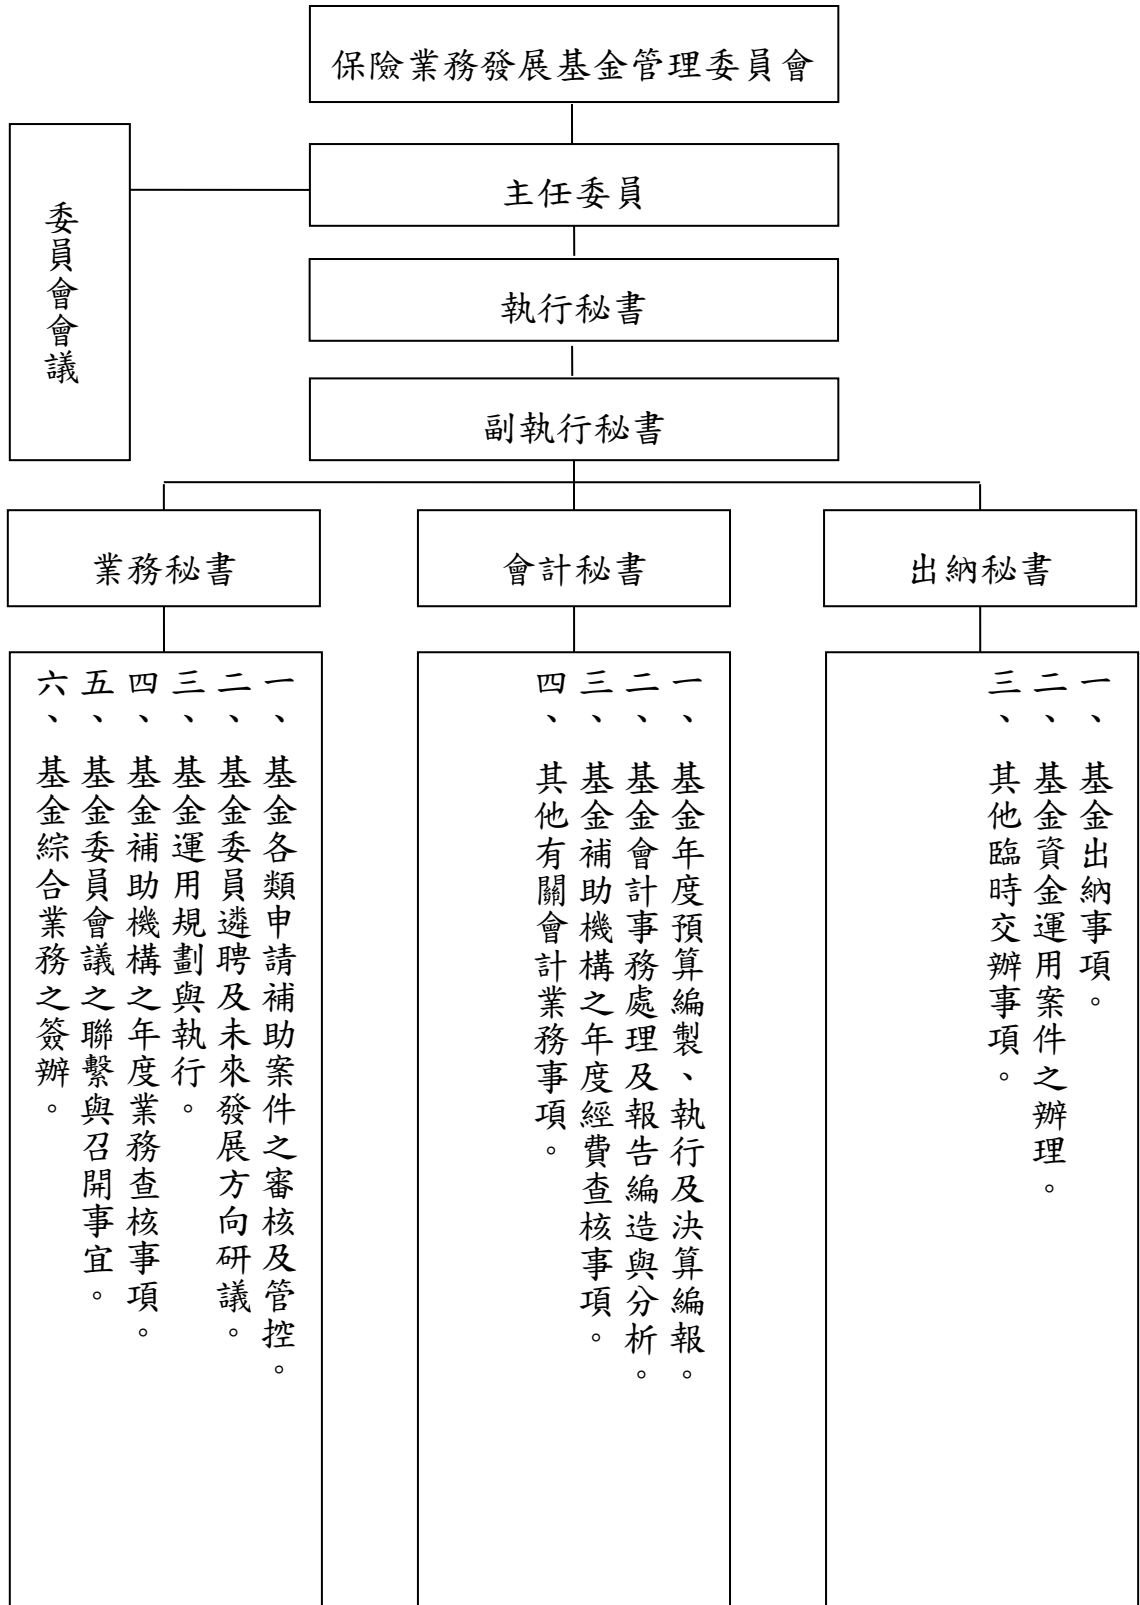 保險業務發展基金管理委員會
委員會會議
主任委員
執行秘書
副執行秘書
業務秘書
一、基金各類申請補助案件之審核及管控。
二、基金委員遴聘及未來發展方向研議。
三、基金運用規劃與執行。
四、基金補助機構之年度業務查核事項。
五、基金委員會議之聯繫與召開事宜。
六、基金綜合業務之簽辦。
會計秘書
一、基金年度預算編製、執行及決算編報。
二、基金會計事務處理及報告編造與分析。
三、基金補助機構之年度經費查核事項。
四、其他有關會計業務事項。
出納秘書
一、基金出納事項。
二、基金資金運用案件之辦理。
三、其他臨時交辦事項。